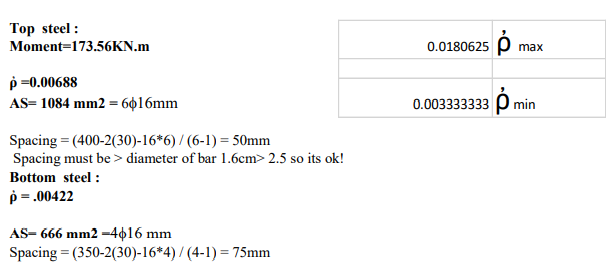 Top steel :
Moment=173.56KN.m
0.0180625 ρ̇ max
ρ̇ =0.00688
AS= 1084 mm2 = 6ϕ16mm
0.003333333 ρ̇ min
Spacing = (400-2(30)-16*6) / (6-1) = 50mm
Spacing must be > diameter of bar 1.6cm> 2.5 so its ok!
Bottom steel :
ρ̇ = .00422
AS= 666 mm2 =4ϕ16 mm
Spacing = (350-2(30)-16*4) / (4-1) = 75mm